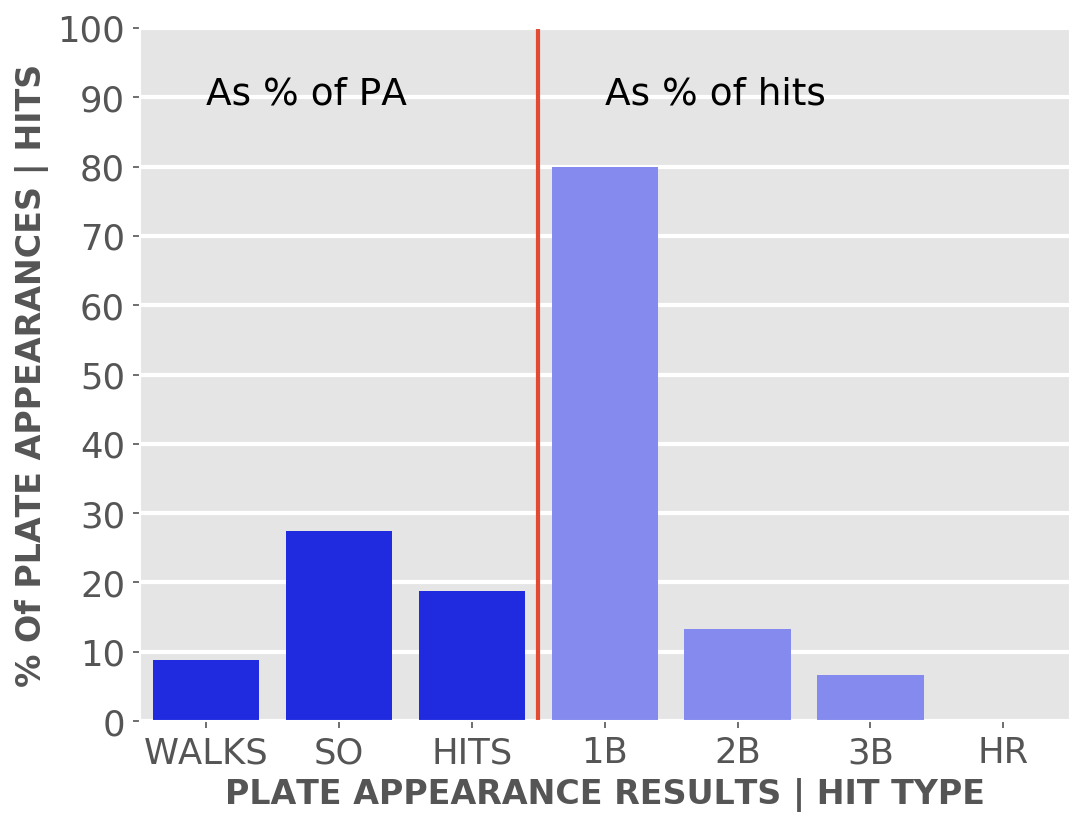 100
90
80
70
60
50
40
30
20
10
0
% Of PLATE APPEARANCES | HITS
As % of PA
As % of hits
WALKS SO HITS 1B 2B 3B HR
PLATE APPEARANCE RESULTS | HIT TYPE